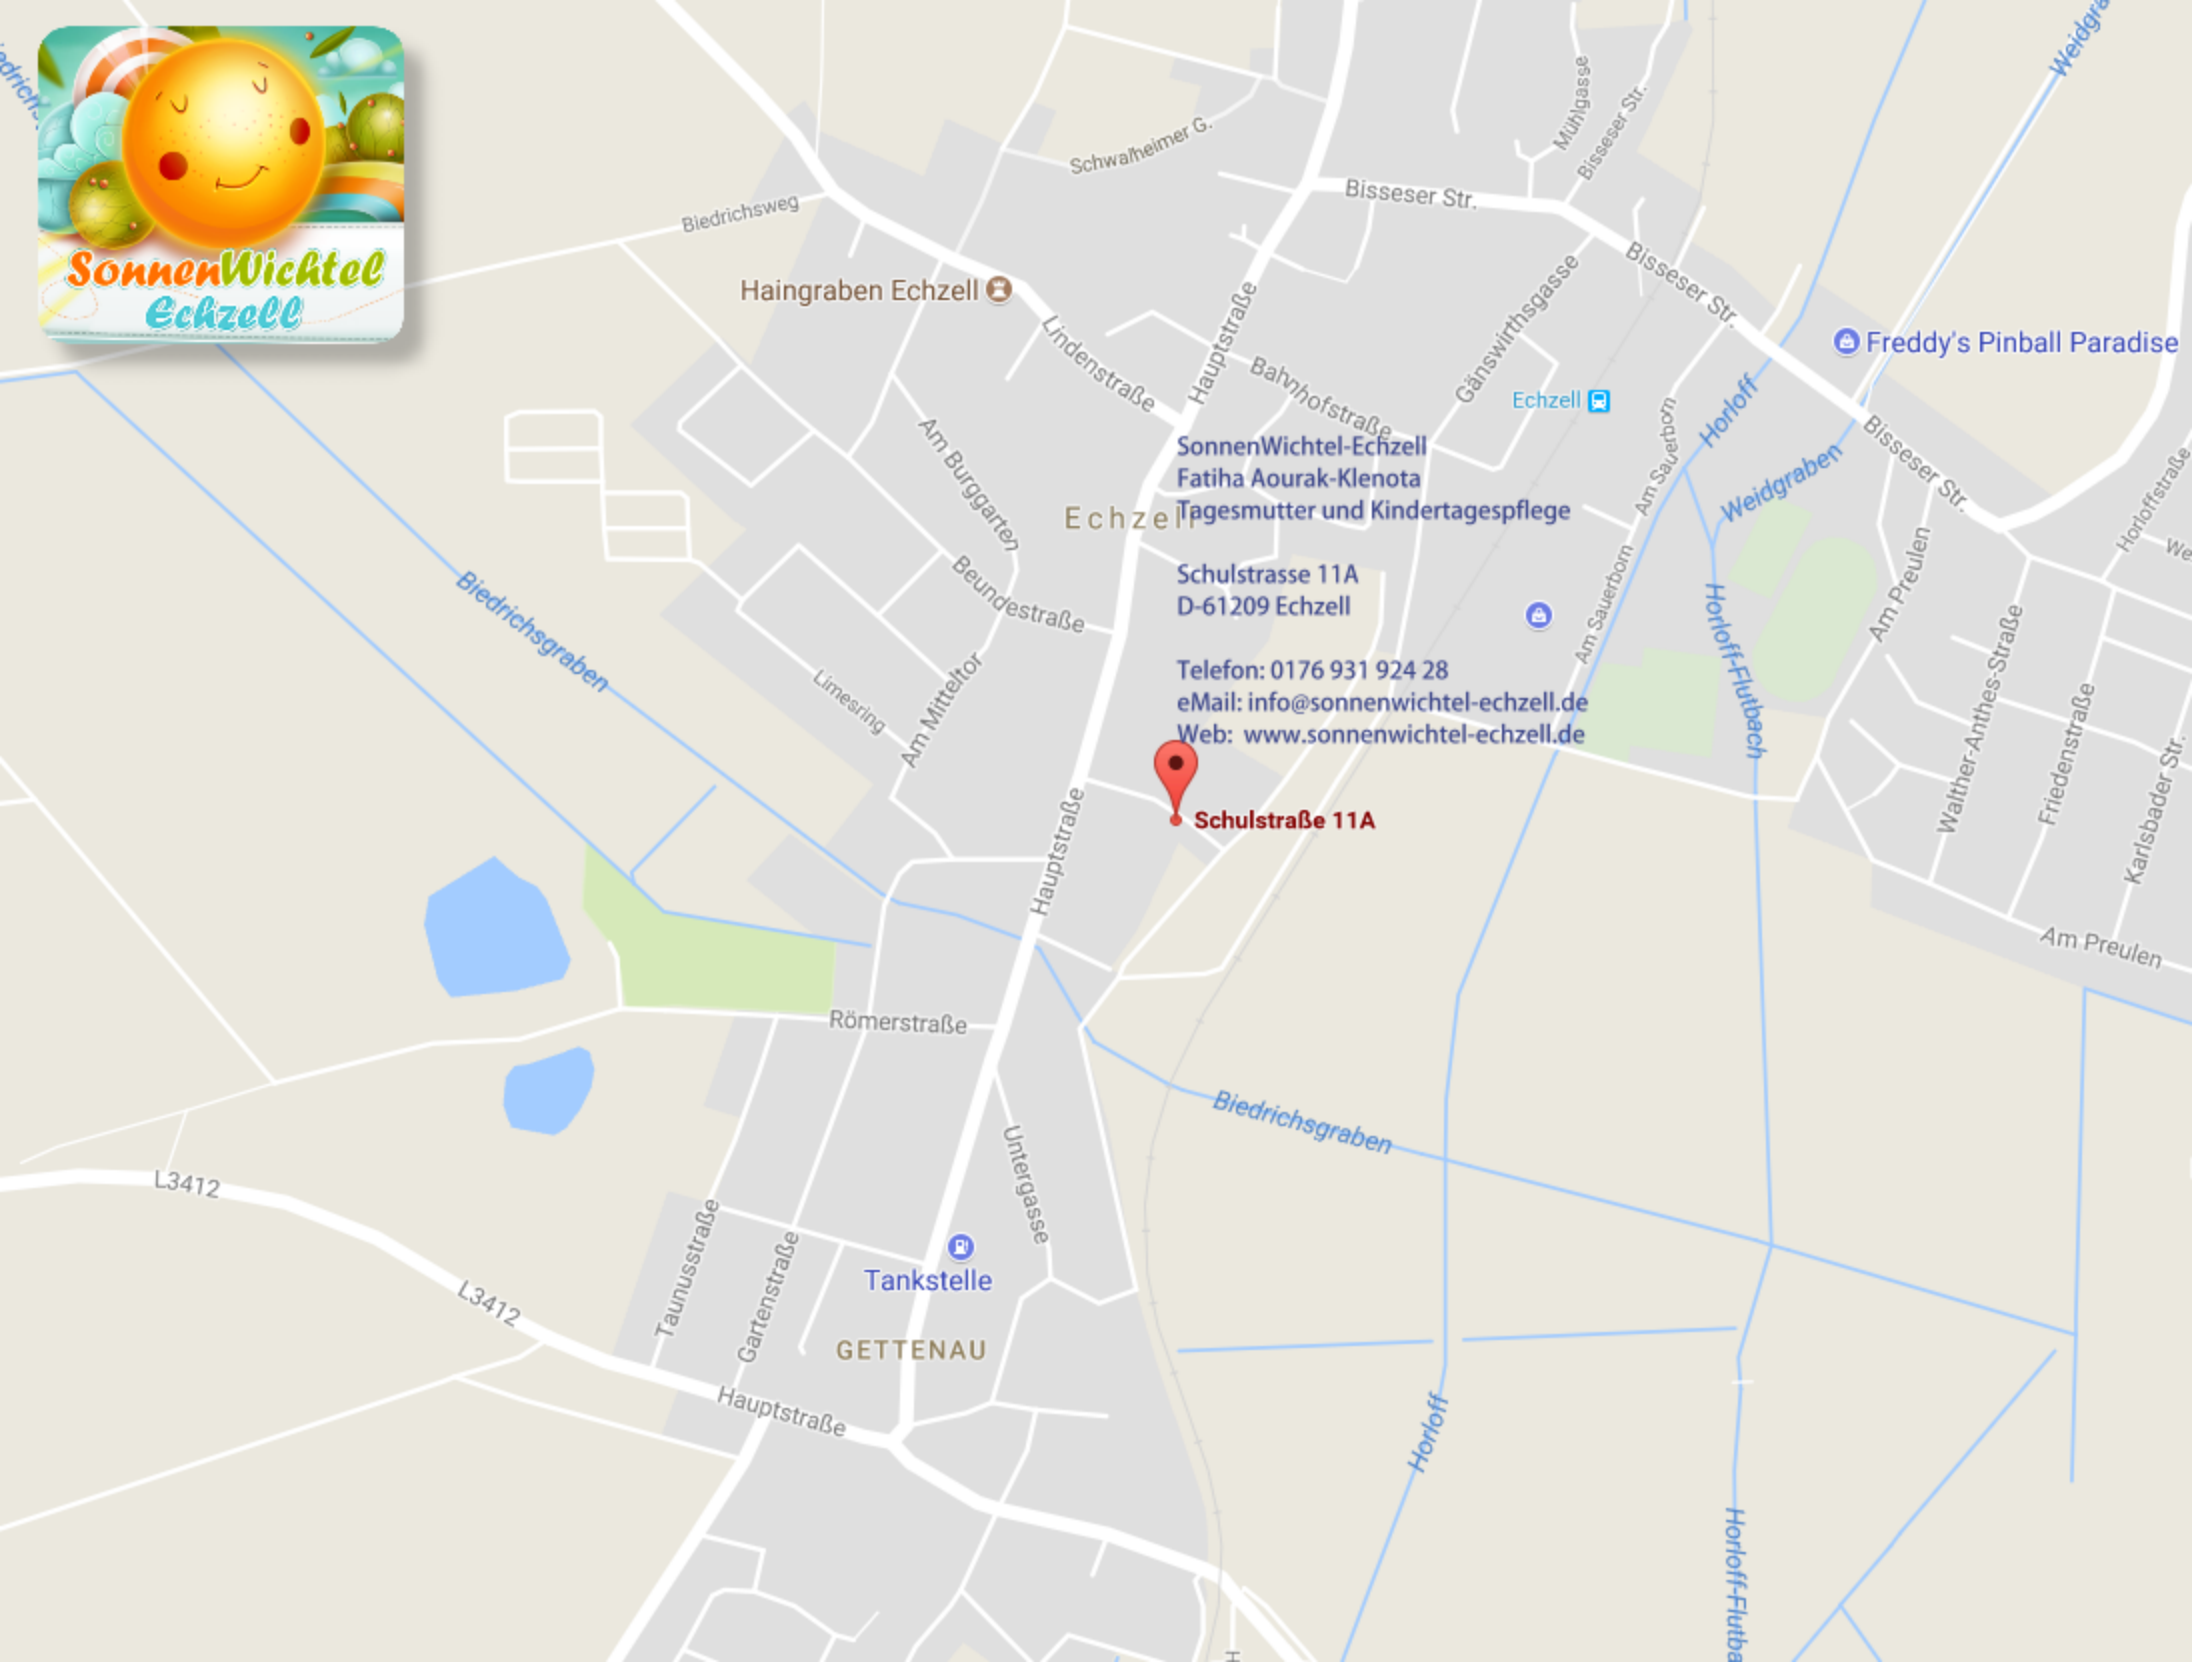 SonnenWichtel
Echzell
Biedrichsweg
Schwalheimer G.
Mühlgasse
Bisseser Str.
Bisseser Str.
Bisseser Str.
Bisseser Str.
Haingraben Echzell
Lindenstraße
Hauptstraße
Bahnhofstraße
Gänswirthsgasse
Echzell
Freddy's Pinball Paradise
Horloff
Weidgraben
Am Sauerborn
Am Sauerborn
Horloffstraße
Am Burggarten
Echzell
SonnenWichtel-Echzell
Fatiha Aourak-Klenota
Tagesmutter und Kindertagespflege
Schulstrasse 11A
D-61209 Echzell
Telefon: 0176 931 924 28
eMail: info@sonnenwichtel-echzell.de
Web: www.sonnenwichtel-echzell.de
Schulstraße 11A
Beundestraße
Biedrichsgraben
Limesring
Am Mitteltor
Horloff-Flutbach
Am Preulen
Walther-Anthes-Straße
Friedenstraße
Karlsbader Str.
Am Preulen
Hauptstraße
Römerstraße
Biedrichsgraben
Untergasse
L3412
L3412
Taunusstraße
Gartenstraße
Tankstelle
GETTENAU
Hauptstraße
Horloff